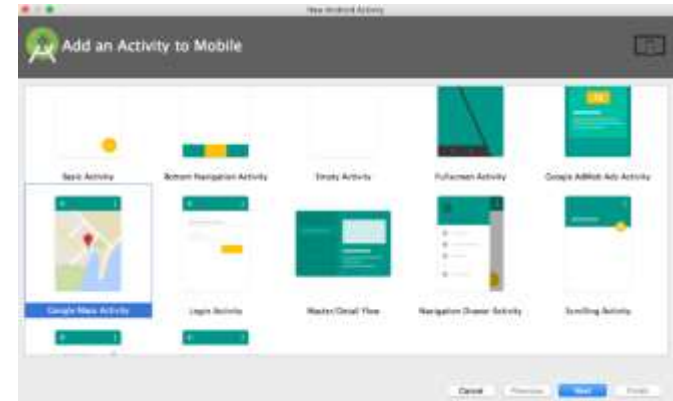 New Android Activity
Add an Activity to Mobile
Basic Activity
Bottom Navigation Activity
Empty Activity
Fullscreen Activity
Google AdMob Ads Activity
Google Maps Activity
Login Activity
Master/Detail Flow
Navigation Drawer Activity
Scrolling Activity
Cancel
Previous
Next
Finish